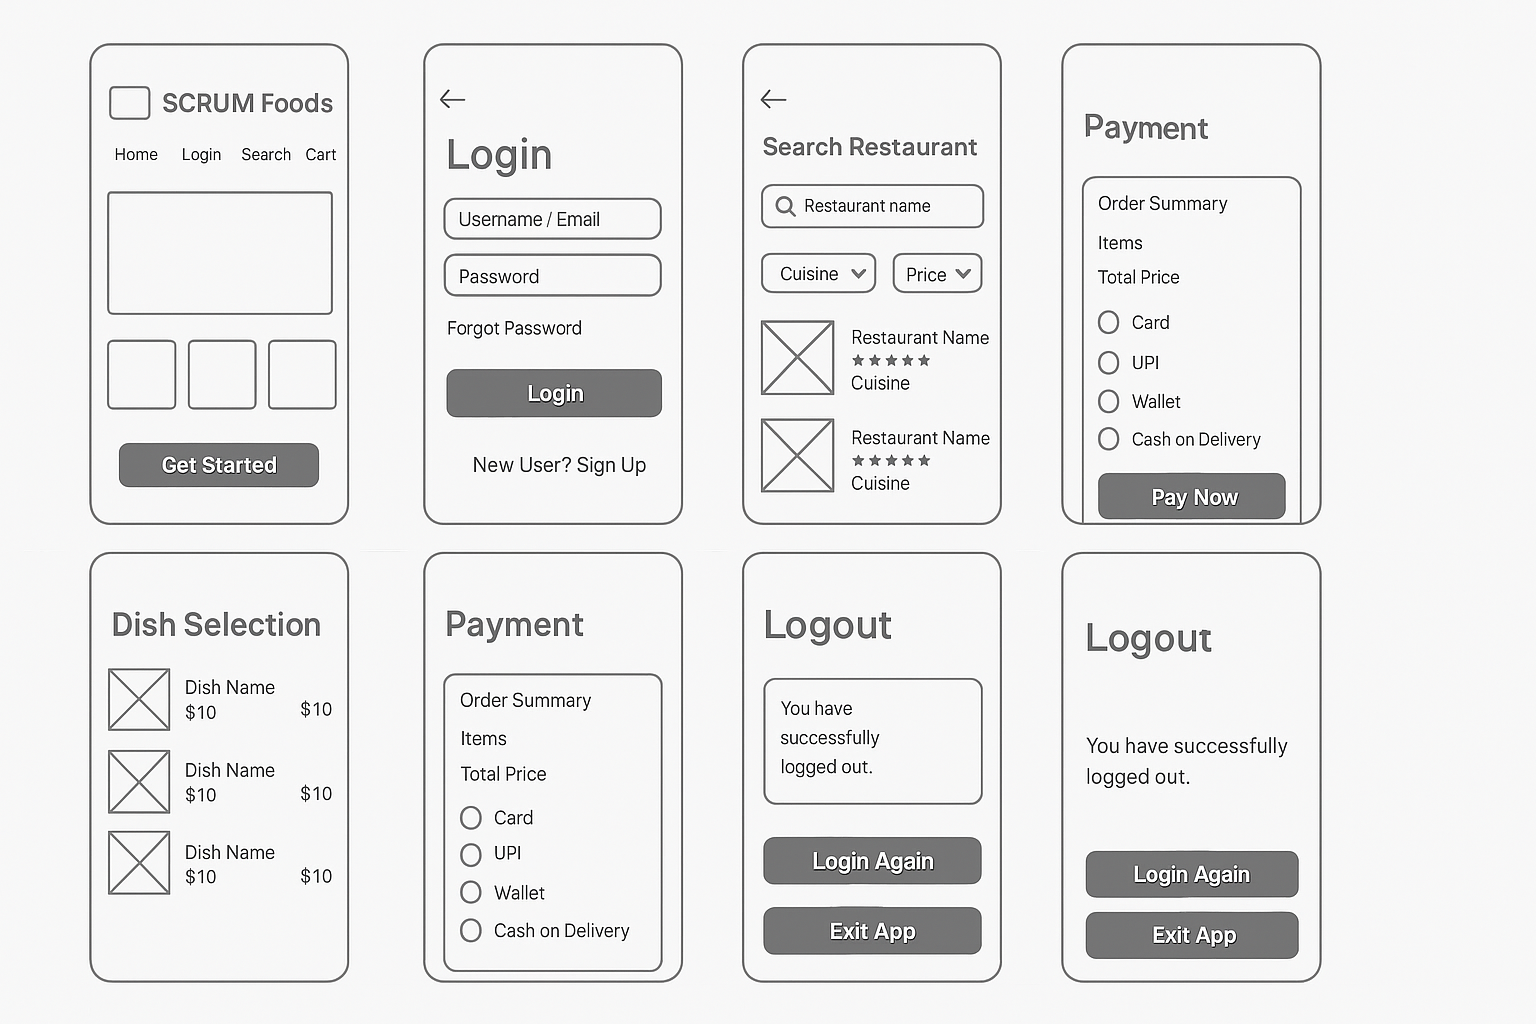 SCRUM Foods
Home Login Search Cart
Get Started
Login
Username / Email
Password
Forgot Password
Login
New User? Sign Up
Search Restaurant
Restaurant name
Cuisine Price
Restaurant Name
★★★★★
Cuisine
Restaurant Name
★★★★★
Cuisine
Payment
Order Summary
Items
Total Price
Card
UPI
Wallet
Cash on Delivery
Pay Now
Dish Selection
Dish Name
$10 $10
Dish Name
$10 $10
Dish Name
$10 $10
Payment
Order Summary
Items
Total Price
Card
UPI
Wallet
Cash on Delivery
Logout
You have
successfully
logged out.
Login Again
Exit App
Logout
You have successfully
logged out.
Login Again
Exit App